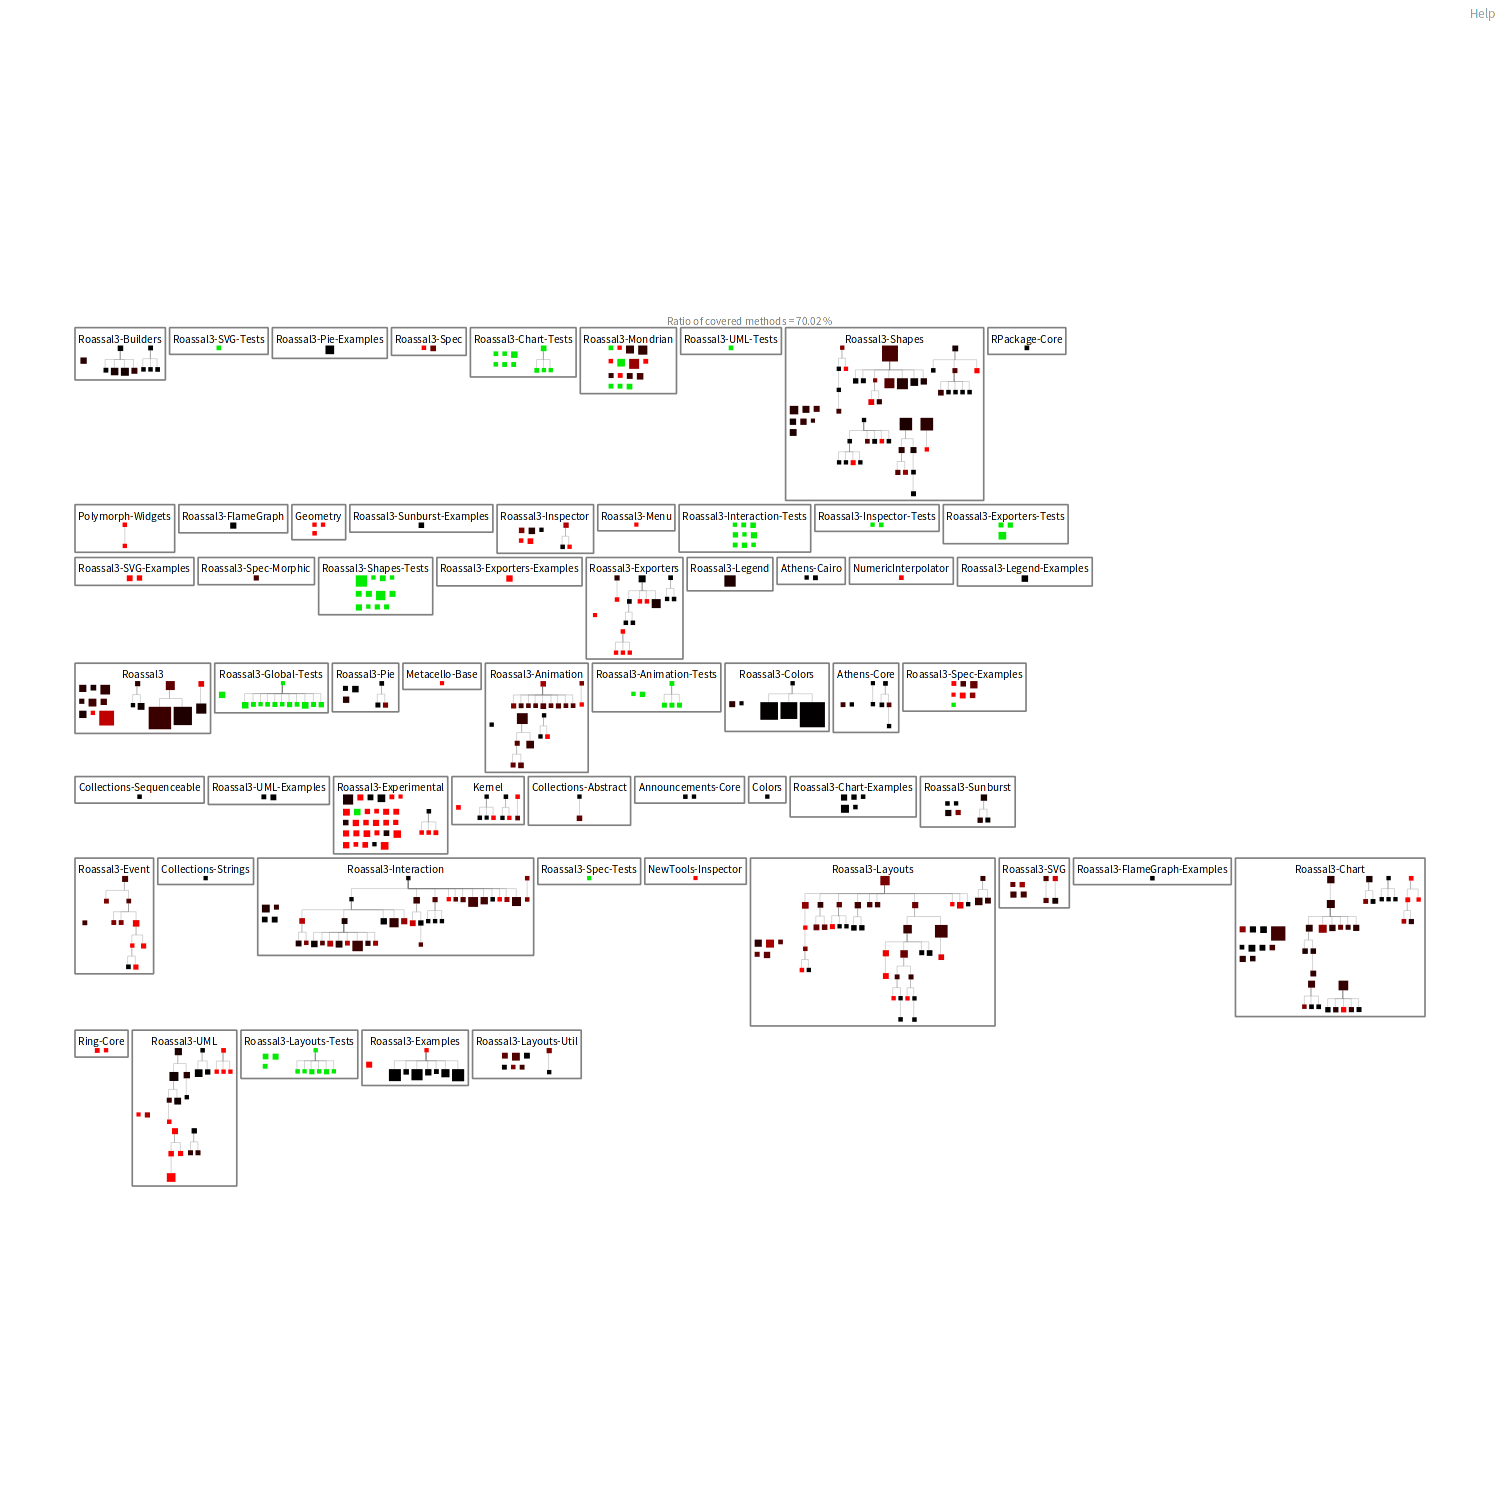 Help
Ratio of covered methods = 70.02%
Roassal3-Builders
Roassal3-SVG-Tests
Roassal3-Pie-Examples
Roassal3-Spec
Roassal3-Chart-Tests
Roassal3-Mondrian
Roassal3-UML-Tests
Roassal3-Shapes
RPackage-Core
Polymorph-Widgets
Roassal3-FlameGraph
Geometry
Roassal3-Sunburst-Examples
Roassal3-Inspector
Roassal3-Menu
Roassal3-Interaction-Tests
Roassal3-Inspector-Tests
Roassal3-Exporters-Tests
Roassal3-SVG-Examples
Roassal3-Spec-Morphic
Roassal3-Shapes-Tests
Roassal3-Exporters-Examples
Roassal3-Exporters
Roassal3-Legend
Athens-Cairo
NumericInterpolator
Roassal3-Legend-Examples
Roassal3
Roassal3-Global-Tests
Roassal3-Pie
Metacello-Base
Roassal3-Animation
Roassal3-Animation-Tests
Roassal3-Colors
Athens-Core
Roassal3-Spec-Examples
Collections-Sequenceable
Roassal3-UML-Examples
Roassal3-Experimental
Kernel
Collections-Abstract
Announcements-Core
Colors
Roassal3-Chart-Examples
Roassal3-Sunburst
Roassal3-Event
Collections-Strings
Roassal3-Interaction
Roassal3-Spec-Tests
NewTools-Inspector
Roassal3-Layouts
Roassal3-SVG
Roassal3-FlameGraph-Examples
Roassal3-Chart
Ring-Core
Roassal3-UML
Roassal3-Layouts-Tests
Roassal3-Examples
Roassal3-Layouts-Util